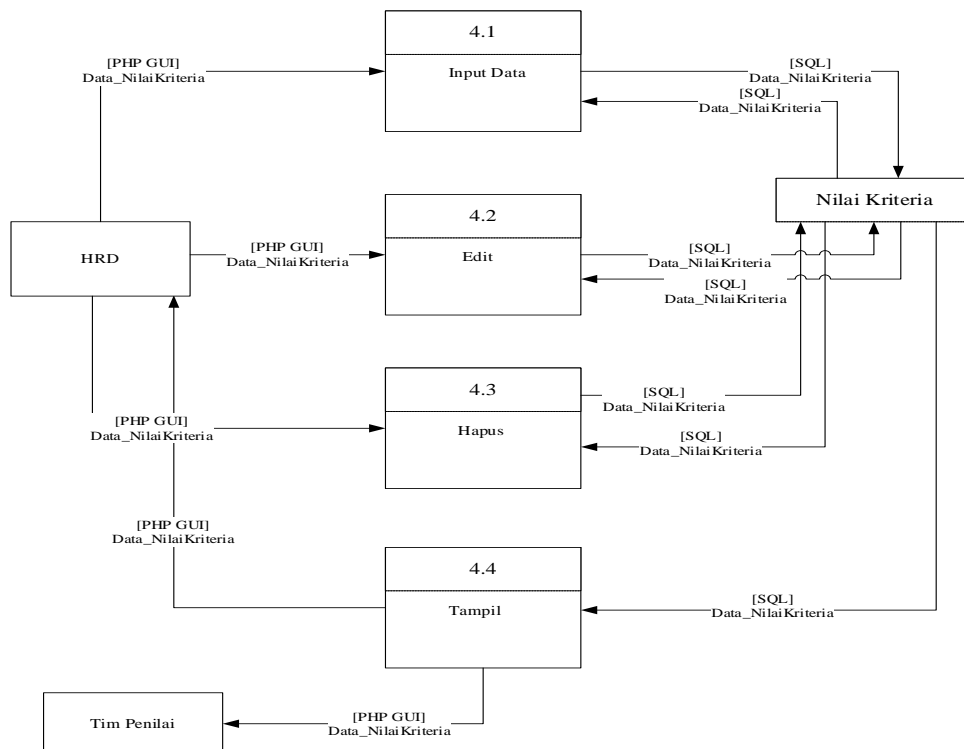 4.1
Input Data
[PHP GUI]
Data_NilaiKriteria
[SQL]
Data_NilaiKriteria
[SQL]
Data_NilaiKriteria
Nilai Kriteria
4.2
Edit
HRD
[PHP GUI]
Data_NilaiKriteria
[SQL]
Data_NilaiKriteria
[SQL]
Data_NilaiKriteria
4.3
Hapus
[PHP GUI]
Data_NilaiKriteria
[SQL]
Data_NilaiKriteria
[SQL]
Data_NilaiKriteria
[PHP GUI]
Data_NilaiKriteria
4.4
Tampil
[SQL]
Data_NilaiKriteria
Tim Penilai
[PHP GUI]
Data_NilaiKriteria